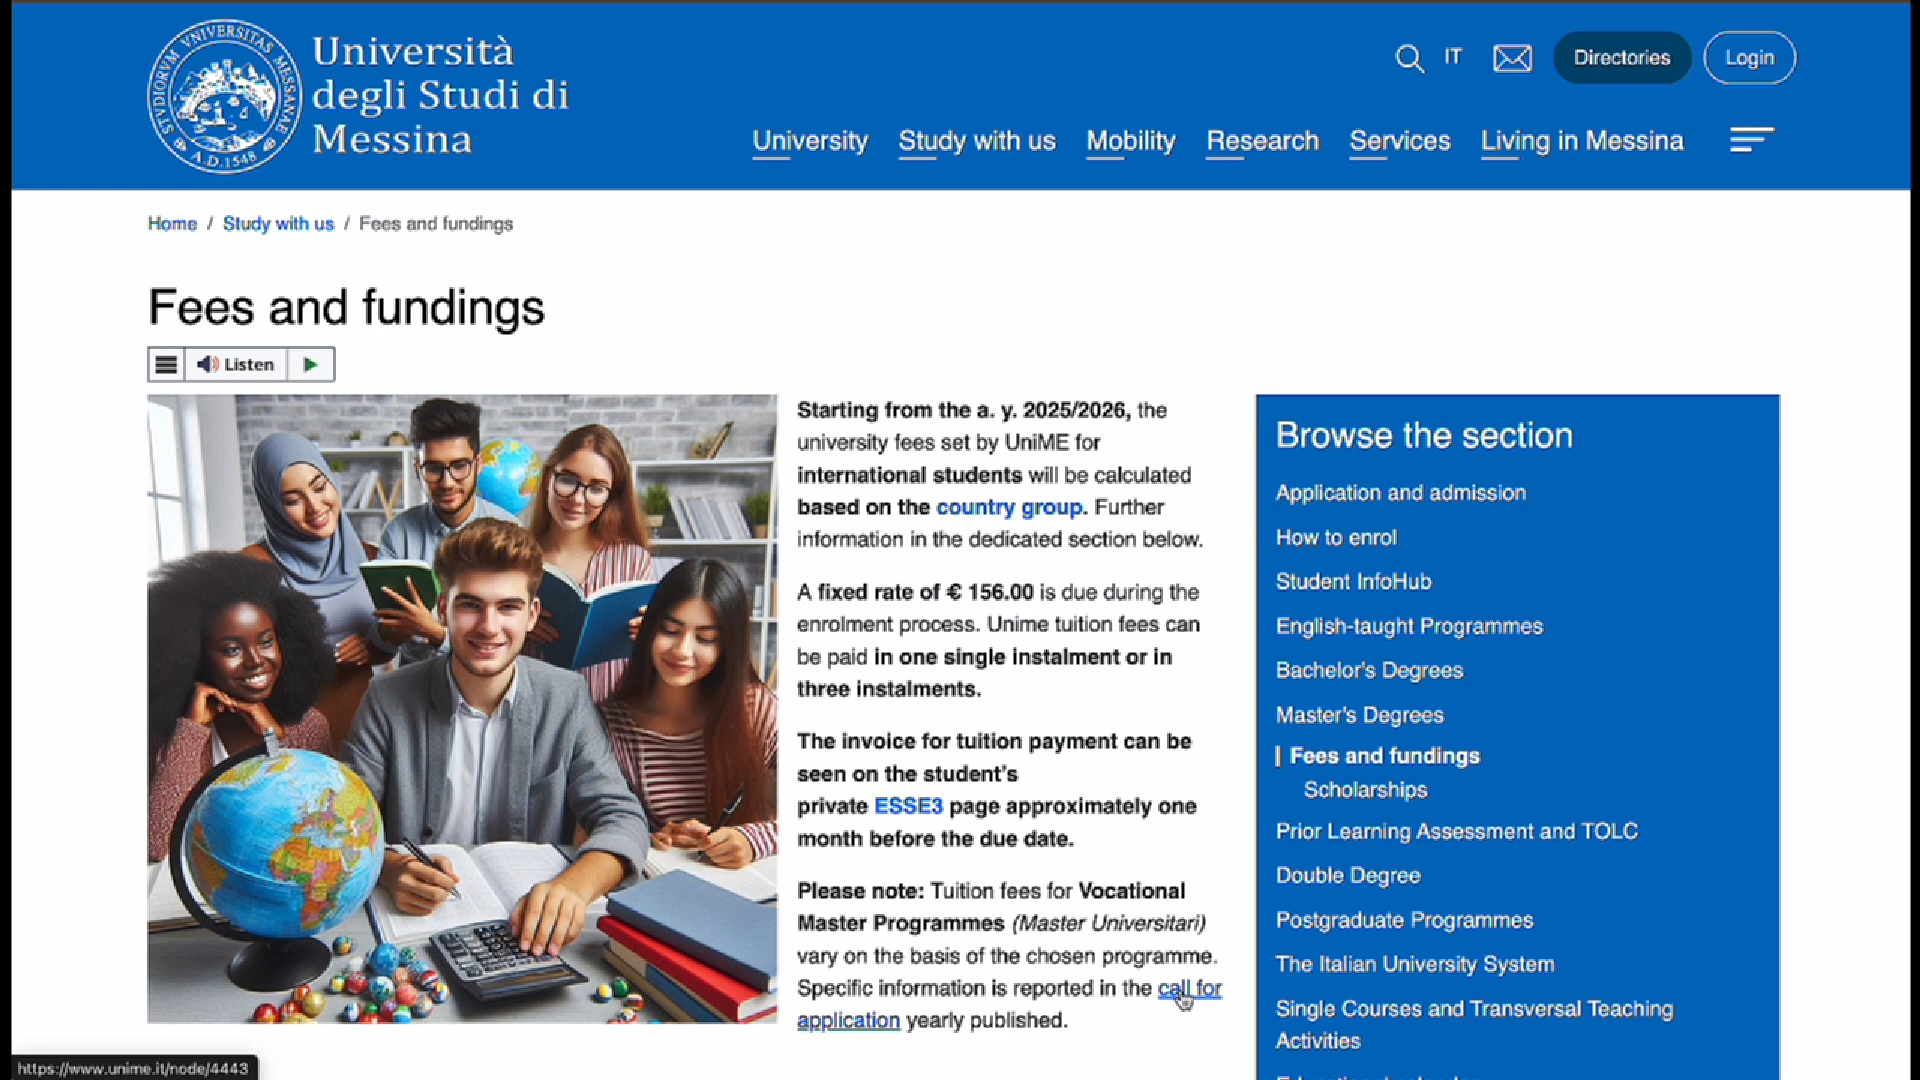 STVDIORVM VNIVERSITAS MESSANAE
A.D.1548
Università
degli Studi di
Messina
IT
Directories
Login
University
Study with us
Mobility
Research
Services
Living in Messina
Home / Study with us / Fees and fundings
Fees and fundings
Listen
Starting from the a. y. 2025/2026, the
university fees set by UniME for
international students will be calculated
based on the country group. Further
information in the dedicated section below.
A fixed rate of € 156.00 is due during the
enrolment process. Unime tuition fees can
be paid in one single instalment or in
three instalments.
The invoice for tuition payment can be
seen on the student's
private ESSE3 page approximately one
month before the due date.
Please note: Tuition fees for Vocational
Master Programmes (Master Universitari)
vary on the basis of the chosen programme.
Specific information is reported in the call for
application yearly published.
Browse the section
Application and admission
How to enrol
Student InfoHub
English-taught Programmes
Bachelor's Degrees
Master's Degrees
Fees and fundings
Scholarships
Prior Learning Assessment and TOLC
Double Degree
Postgraduate Programmes
The Italian University System
Single Courses and Transversal Teaching
Activities
https://www.unime.it/node/4443